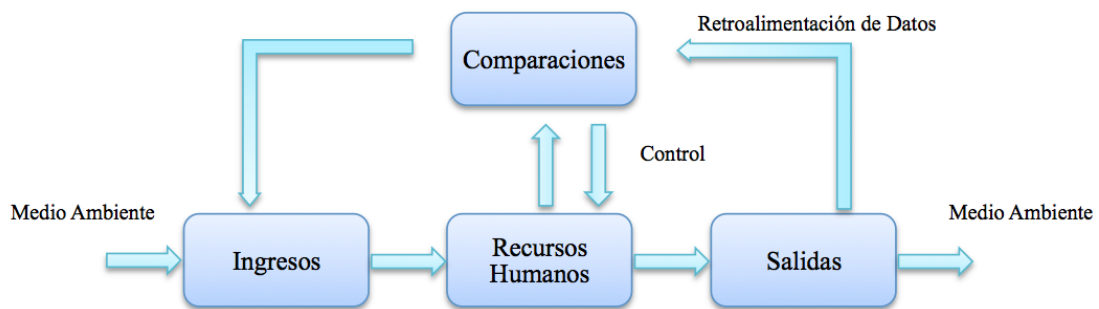 Retroalimentación de Datos
Comparaciones
Control
Medio Ambiente
Ingresos
Recursos
Humanos
Salidas
Medio Ambiente